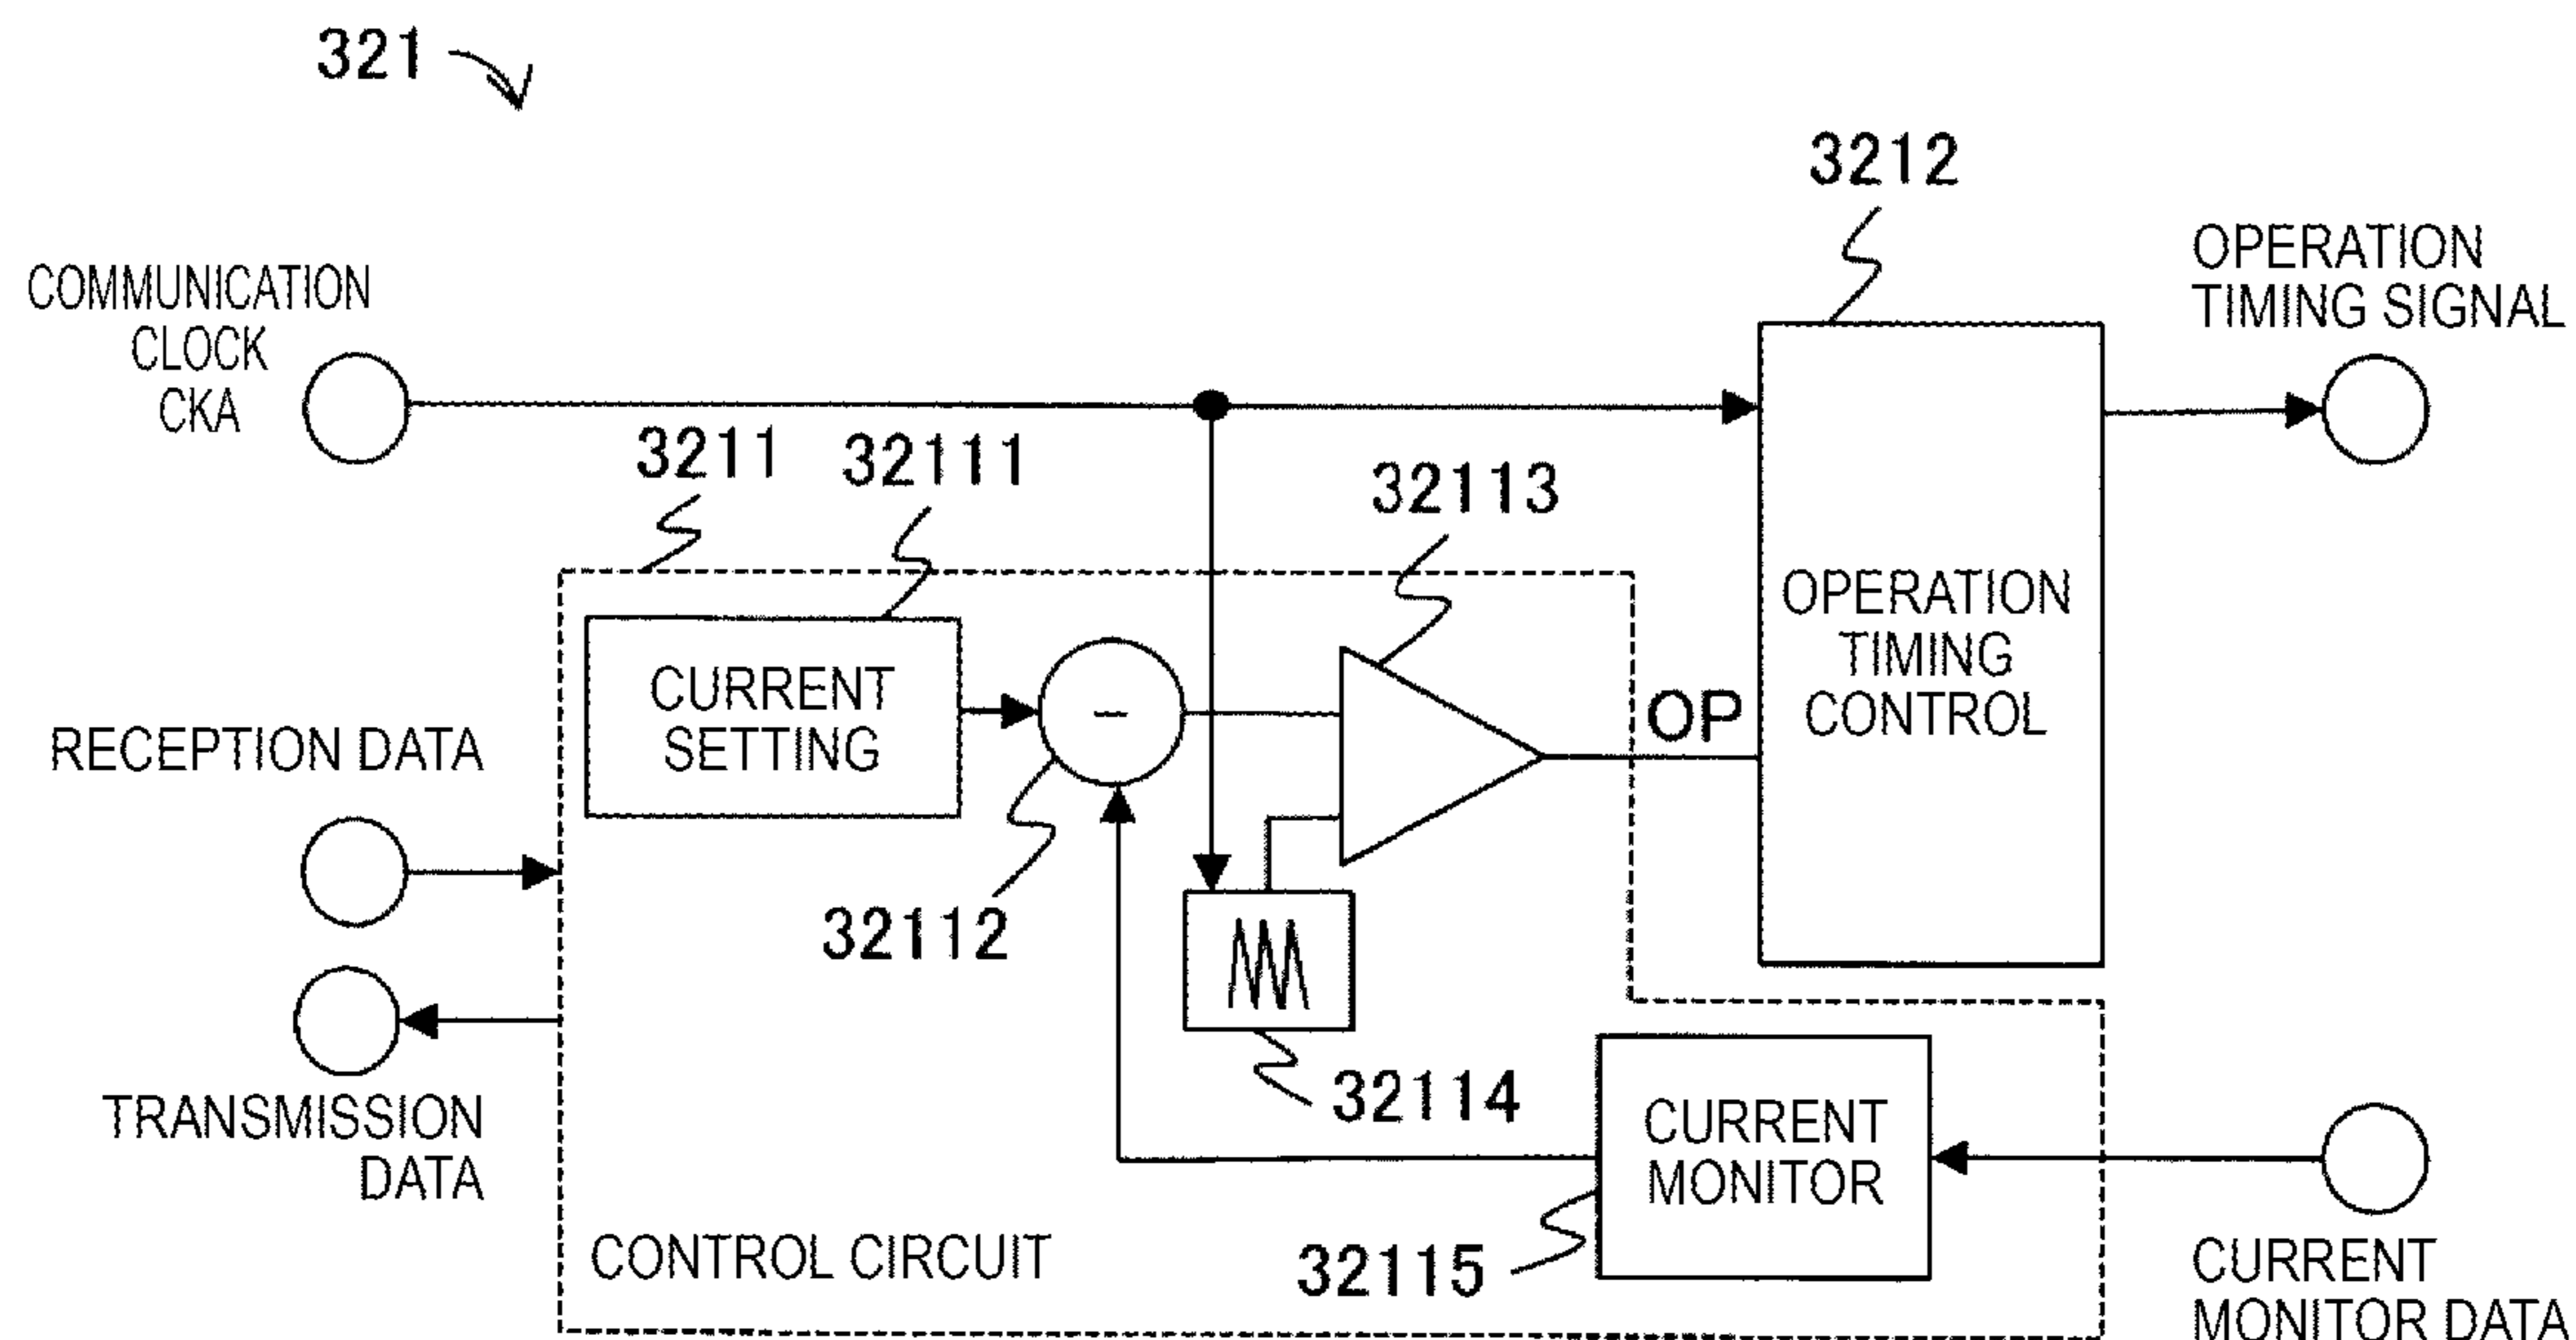 321
3212
OPERATION
TIMING SIGNAL
COMMUNICATION
CLOCK
CKA
3211
32111
32113
OPERATION
TIMING
CONTROL
CURRENT
SETTING
−
OP
RECEPTION DATA
32112
32114
TRANSMISSION
DATA
CURRENT
MONITOR
32115
CONTROL CIRCUIT
CURRENT
MONITOR DATA